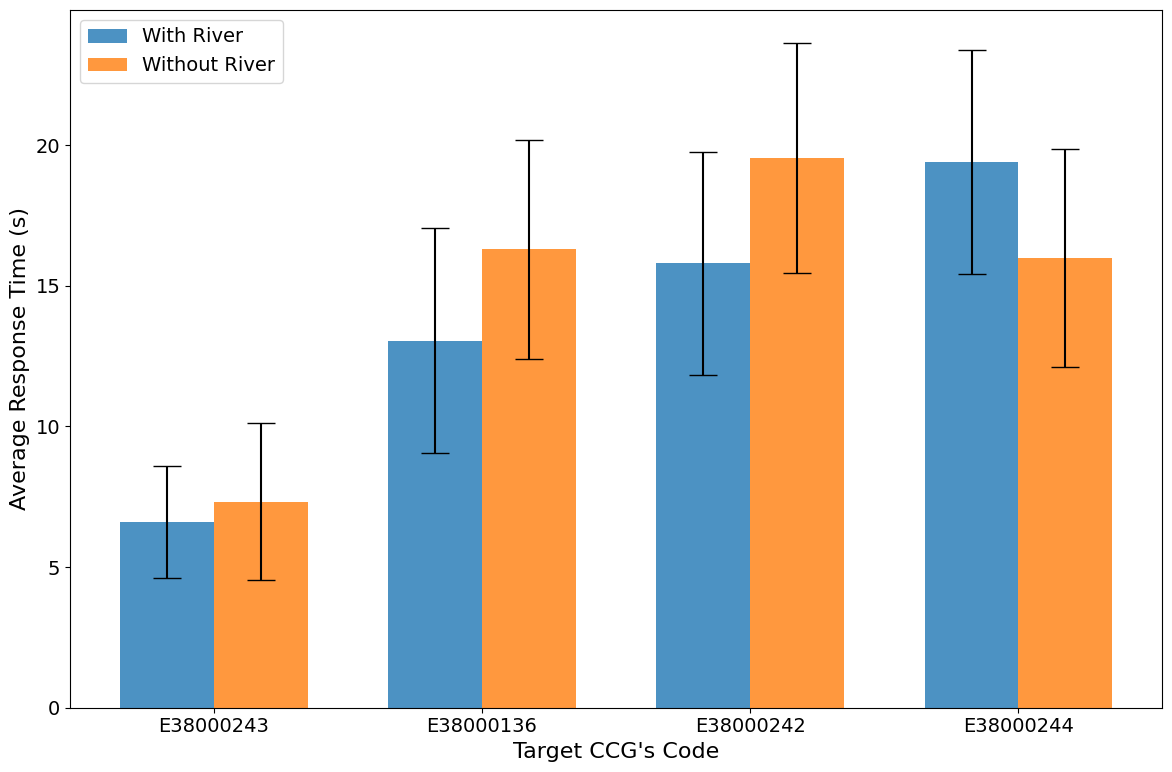 With River
Without River
Average Response Time (s)
20
15
10
5
0
E38000243 E38000136 E38000242 E38000244
Target CCG's Code